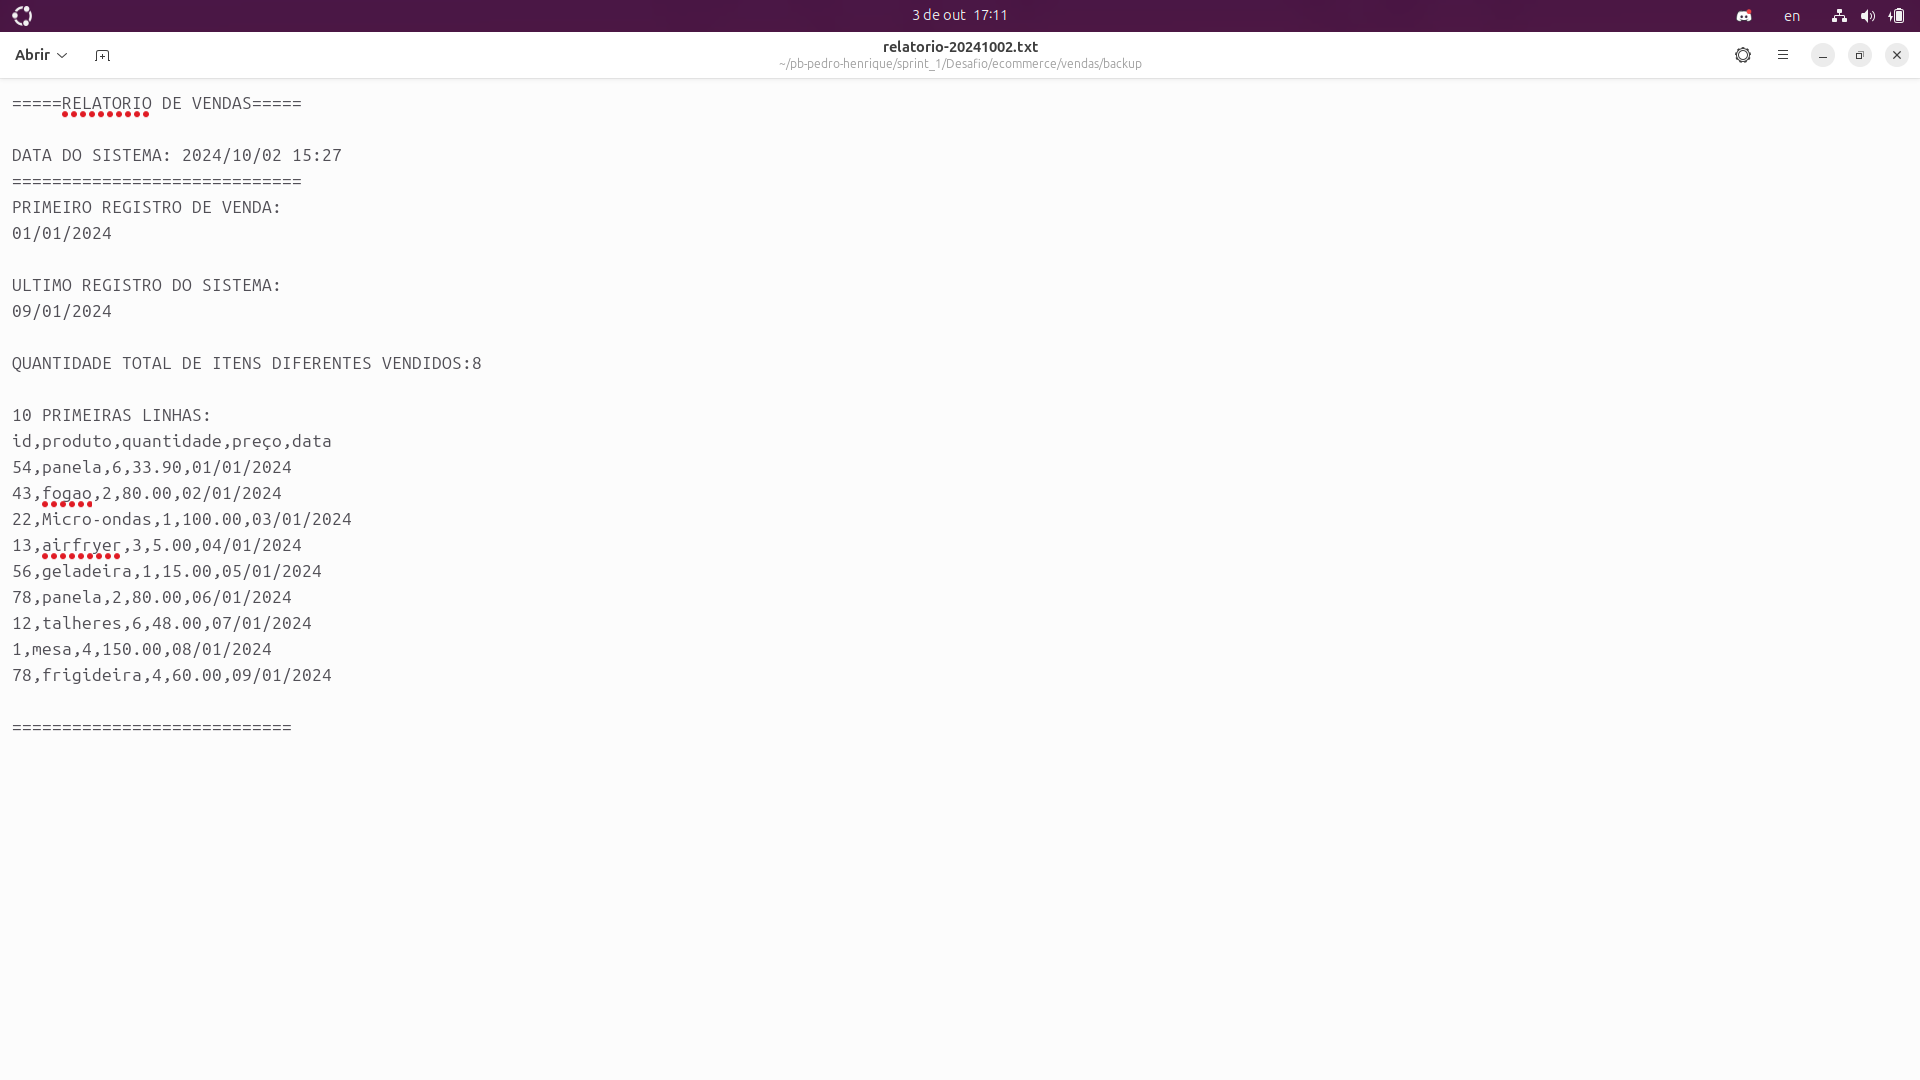 3 de out 17:11
en
Abrir
relatorio-20241002.txt
~/pb-pedro-henrique/sprint_1/Desafio/ecommerce/vendas/backup
=====RELATORIO DE VENDAS=====
DATA DO SISTEMA: 2024/10/02 15:27
=============================
PRIMEIRO REGISTRO DE VENDA:
01/01/2024
ULTIMO REGISTRO DO SISTEMA:
09/01/2024
QUANTIDADE TOTAL DE ITENS DIFERENTES VENDIDOS:8
10 PRIMEIRAS LINHAS:
id,produto,quantidade,preço,data
54,panela,6,33.90,01/01/2024
43,fogao,2,80.00,02/01/2024
22,Micro-ondas,1,100.00,03/01/2024
13,airfryer,3,5.00,04/01/2024
56,geladeira,1,15.00,05/01/2024
78,panela,2,80.00,06/01/2024
12,talheres,6,48.00,07/01/2024
1,mesa,4,150.00,08/01/2024
78,frigideira,4,60.00,09/01/2024
============================